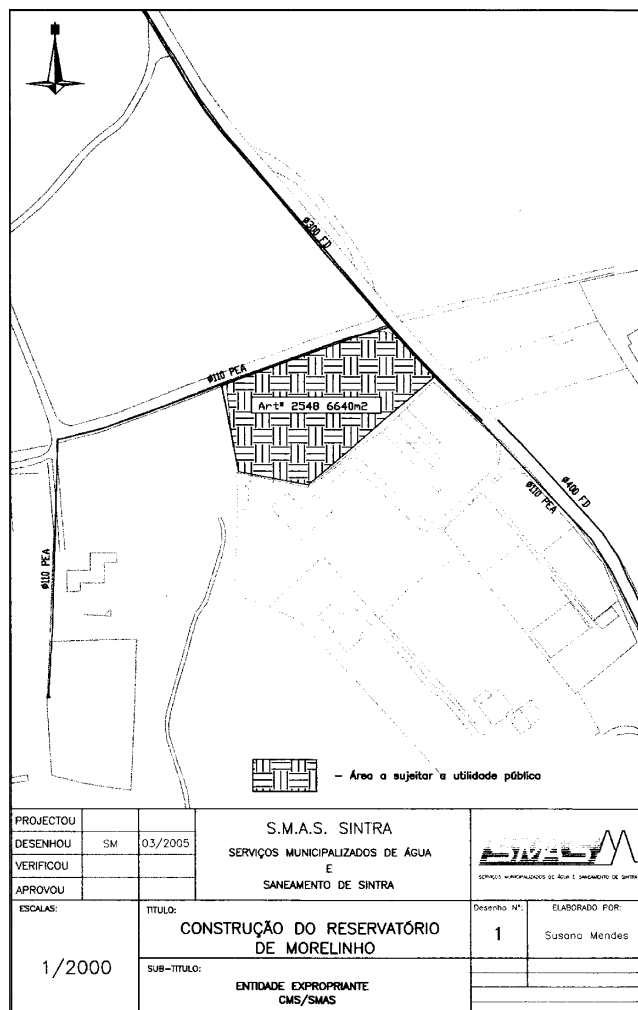 Ø300 FD
Ø110 PEA
Artº 2548 6640m2
Ø400 FD
Ø110 PEA
Ø110 PEA
- Área a sujeitar a utilidade pública
PROJECTOU
DESENHOU SM 03/2005
VERIFICOU
APROVOU
S.M.A.S. SINTRA
SERVIÇOS MUNICIPALIZADOS DE ÁGUA
E
SANEAMENTO DE SINTRA
SMAS
SERVIÇOS MUNICIPALIZADOS DE ÁGUA E SANEAMENTO DE SINTRA
ESCALAS:
1/2000
TITULO:
CONSTRUÇÃO DO RESERVATÓRIO
DE MORELINHO
SUB-TITULO:
ENTIDADE EXPROPRIANTE
CMS/SMAS
Desenho Nº:
1
ELABORADO POR:
Susana Mendes